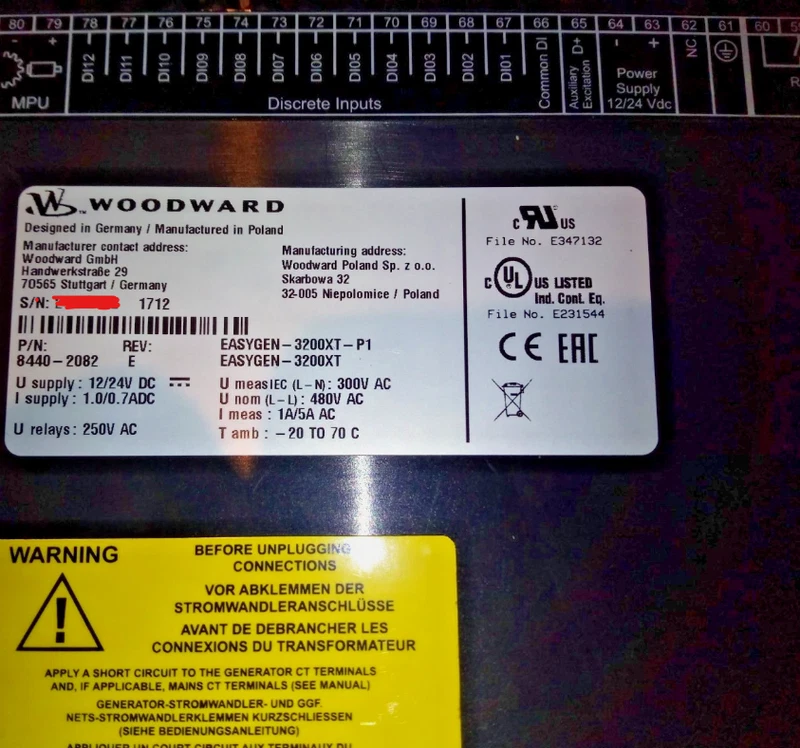 80 79 78 77 76 75 74 73 72 71 70 69 68 67 66 65 64 63 62 61 60
- +
DI12 DI11 DI10 DI09 DI08 DI07 DI06 DI05 DI04 DI03 DI02 DI01
Common DI
Auxiliary Excitation D+
- +
NC
MPU
Discrete Inputs
Power
Supply
12/24 Vdc
WOODWARD
Designed in Germany / Manufactured in Poland
Manufacturer contact address:
Woodward GmbH
Handwerkstraße 29
70565 Stuttgart / Germany
Manufacturing address:
Woodward Poland Sp. z o.o.
Skarbowa 32
32-005 Niepolomice / Poland
S/N: 1712
P/N: REV: EASYGEN-3200XT-P1
8440-2082 E EASYGEN-3200XT
U supply : 12/24V DC
I supply : 1.0/0.7ADC
U relays: 250V AC
U measIEC (L-N): 300V AC
U nom (L-L) : 480V AC
I meas : 1A/5A AC
T amb : -20 TO 70 C
c RU US
File No. E347132
C UL US LISTED
Ind. Cont. Eq.
File No. E231544
CE EAC
WARNING
BEFORE UNPLUGGING
CONNECTIONS
VOR ABKLEMMEN DER
STROMWANDLERANSCHLÜSSE
AVANT DE DEBRANCHER LES
CONNEXIONS DU TRANSFORMATEUR
APPLY A SHORT CIRCUIT TO THE GENERATOR CT TERMINALS
AND, IF APPLICABLE, MAINS CT TERMINALS (SEE MANUAL)
GENERATOR-STROMWANDLER- UND GGF.
NETS-STROMWANDLERKLEMMEN KURZSCHLIESSEN
(SIEHE BEDIENUNGSANLEITUNG)
APPLIQUER UN COURT CIRCUIT AUX TERMINAUX DU